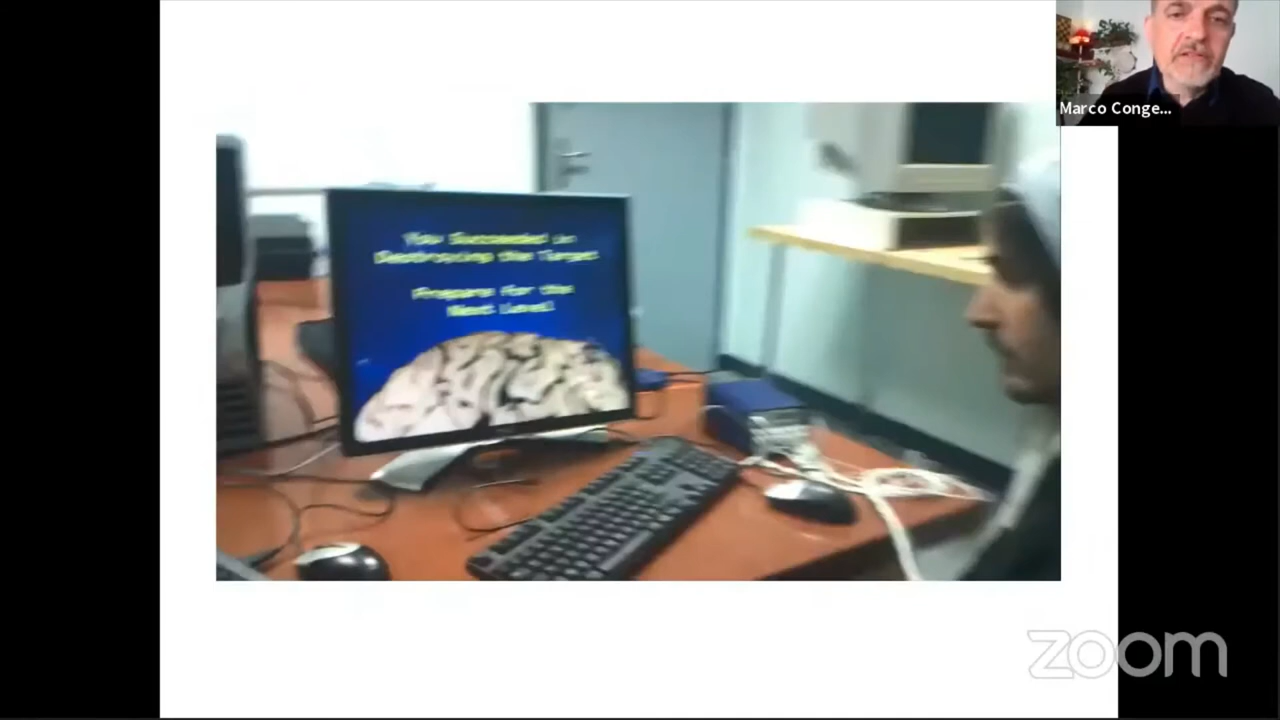 Marco Conge...
You Succeeded in
Destroying the Target
Prepare for the
Next Level
zoom